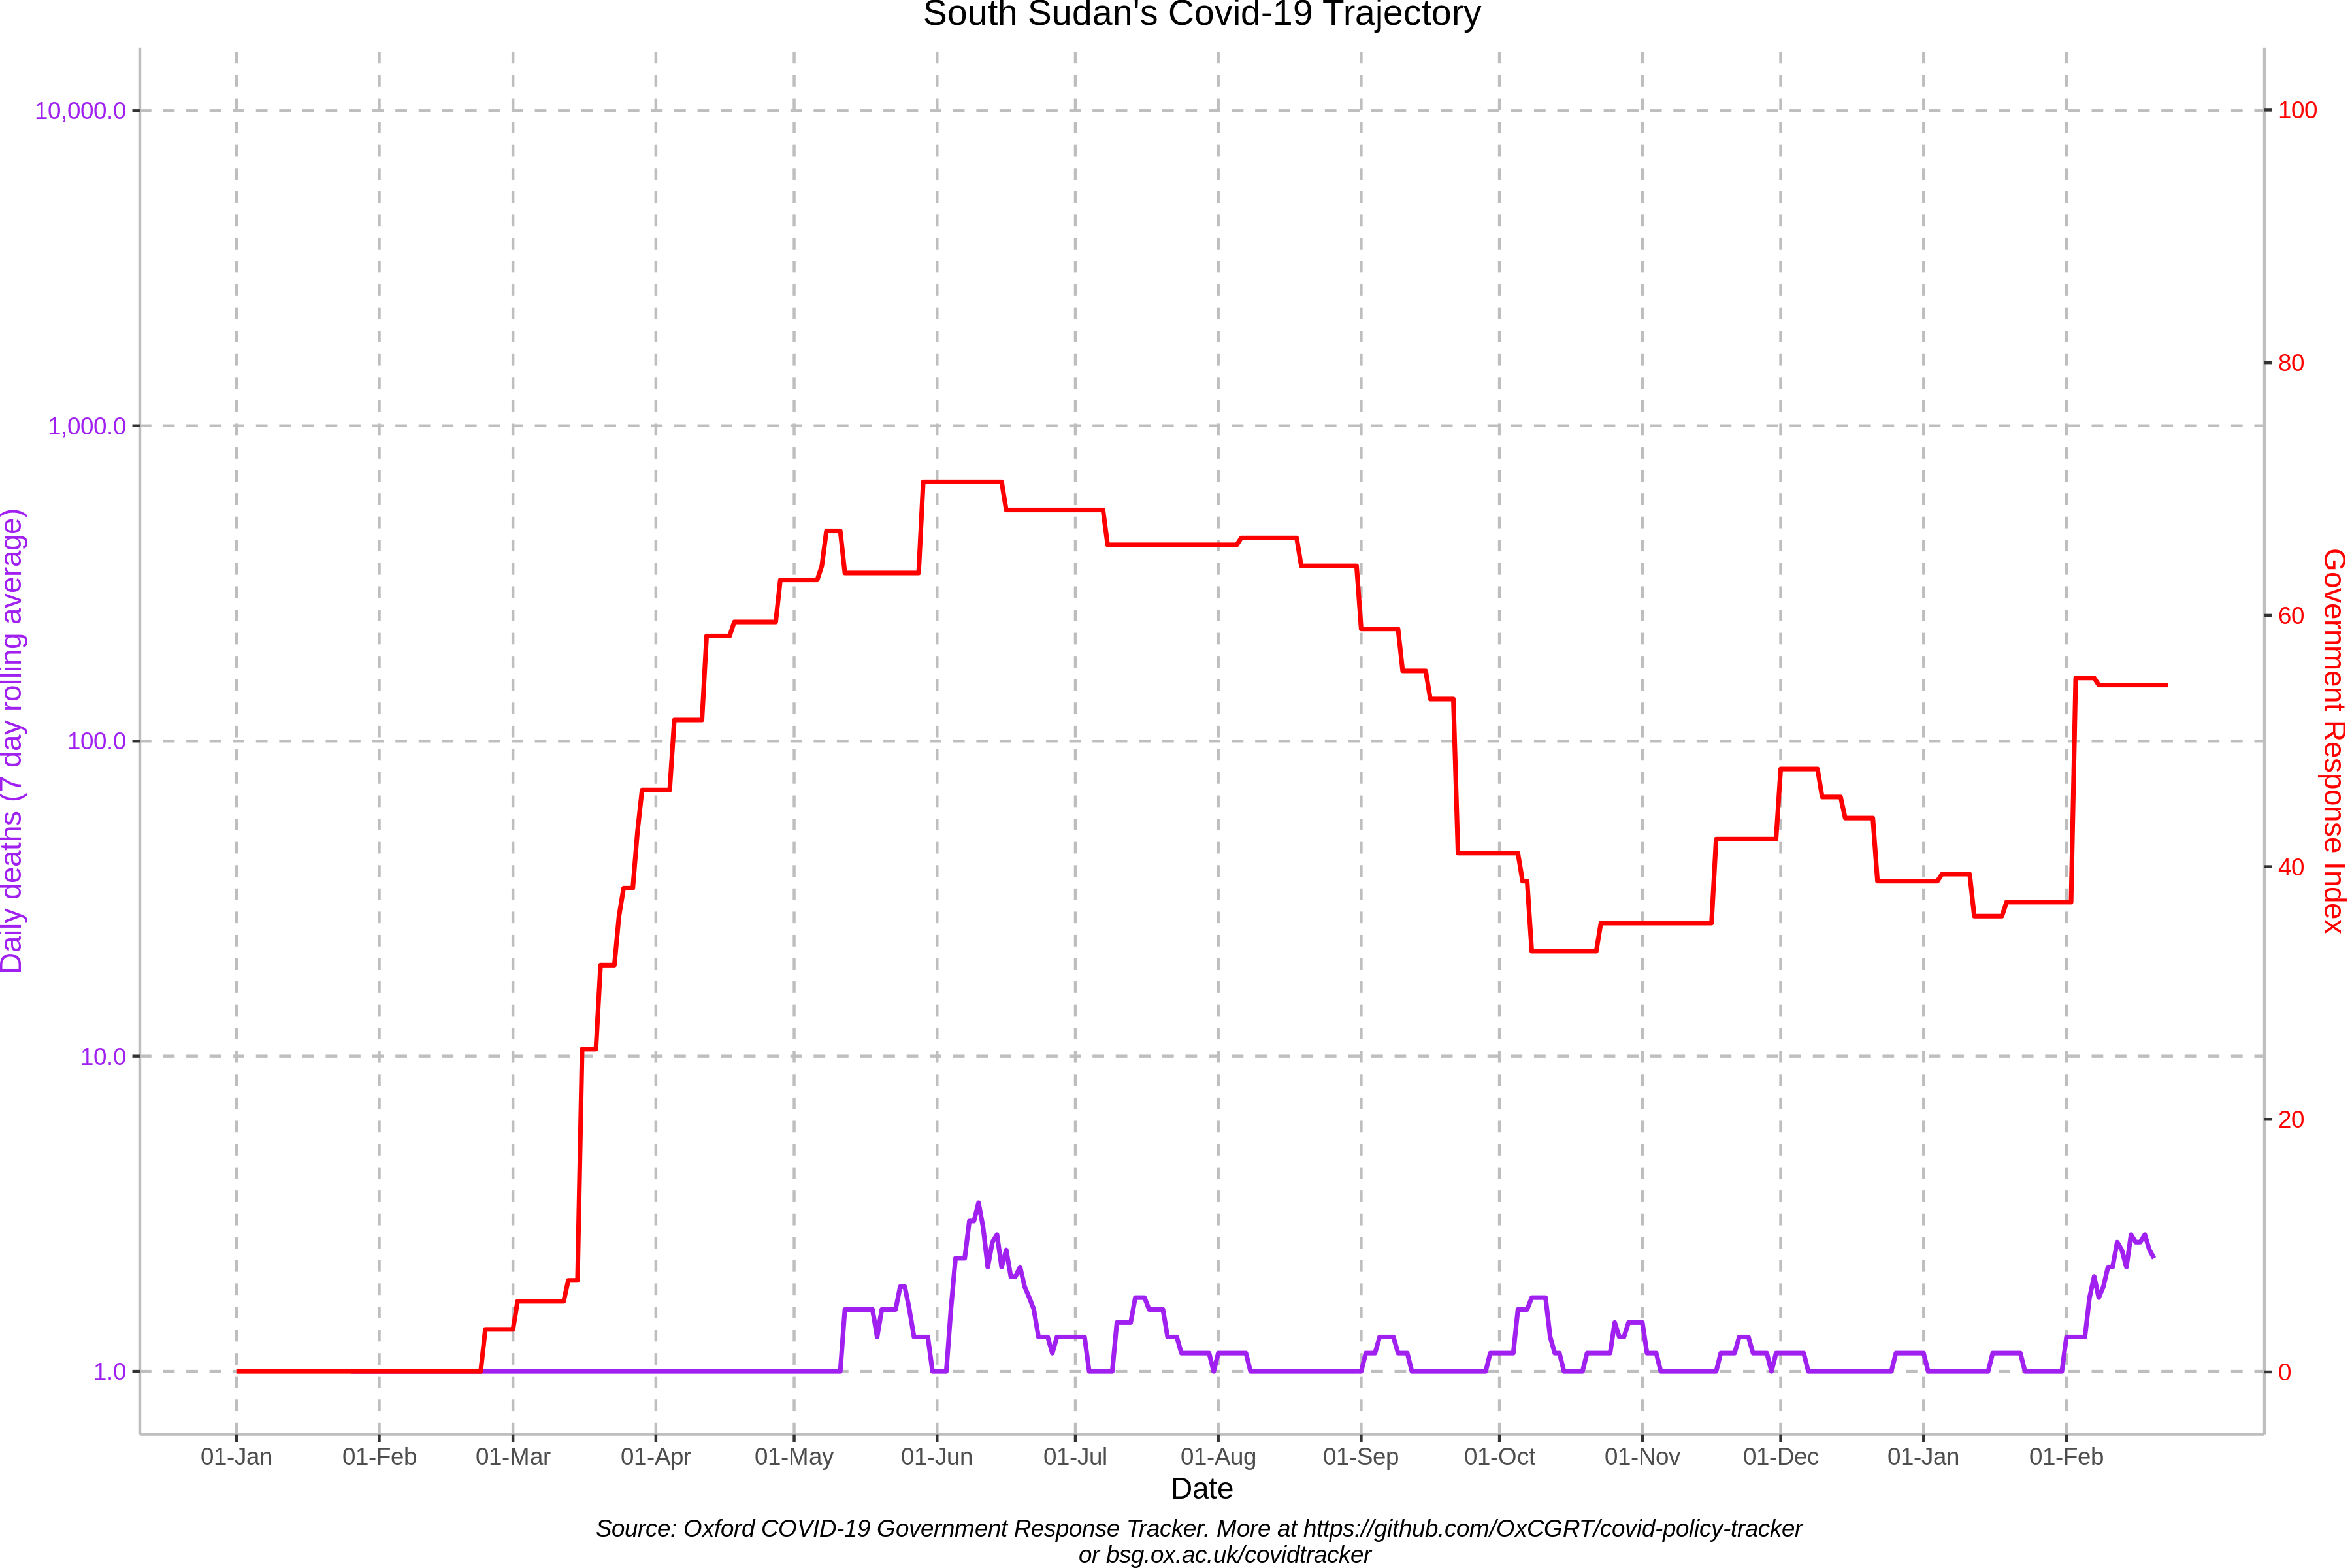 South Sudan's Covid-19 Trajectory
10,000.0
1,000.0
100.0
10.0
1.0
Daily deaths (7 day rolling average)
100
80
60
40
20
0
Government Response Index
01-Jan 01-Feb 01-Mar 01-Apr 01-May 01-Jun 01-Jul 01-Aug 01-Sep 01-Oct 01-Nov 01-Dec 01-Jan 01-Feb
Date
Source: Oxford COVID-19 Government Response Tracker. More at https://github.com/OxCGRT/covid-policy-tracker
or bsg.ox.ac.uk/covidtracker